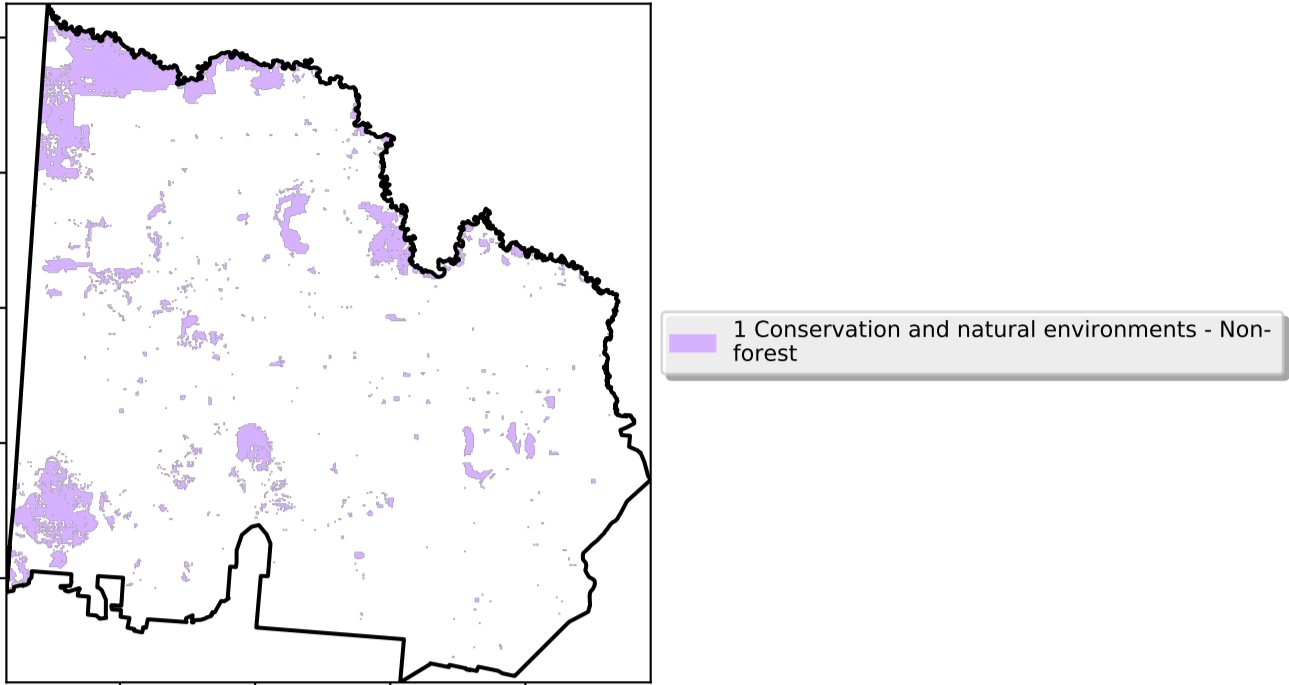 1 Conservation and natural environments - Non-
forest